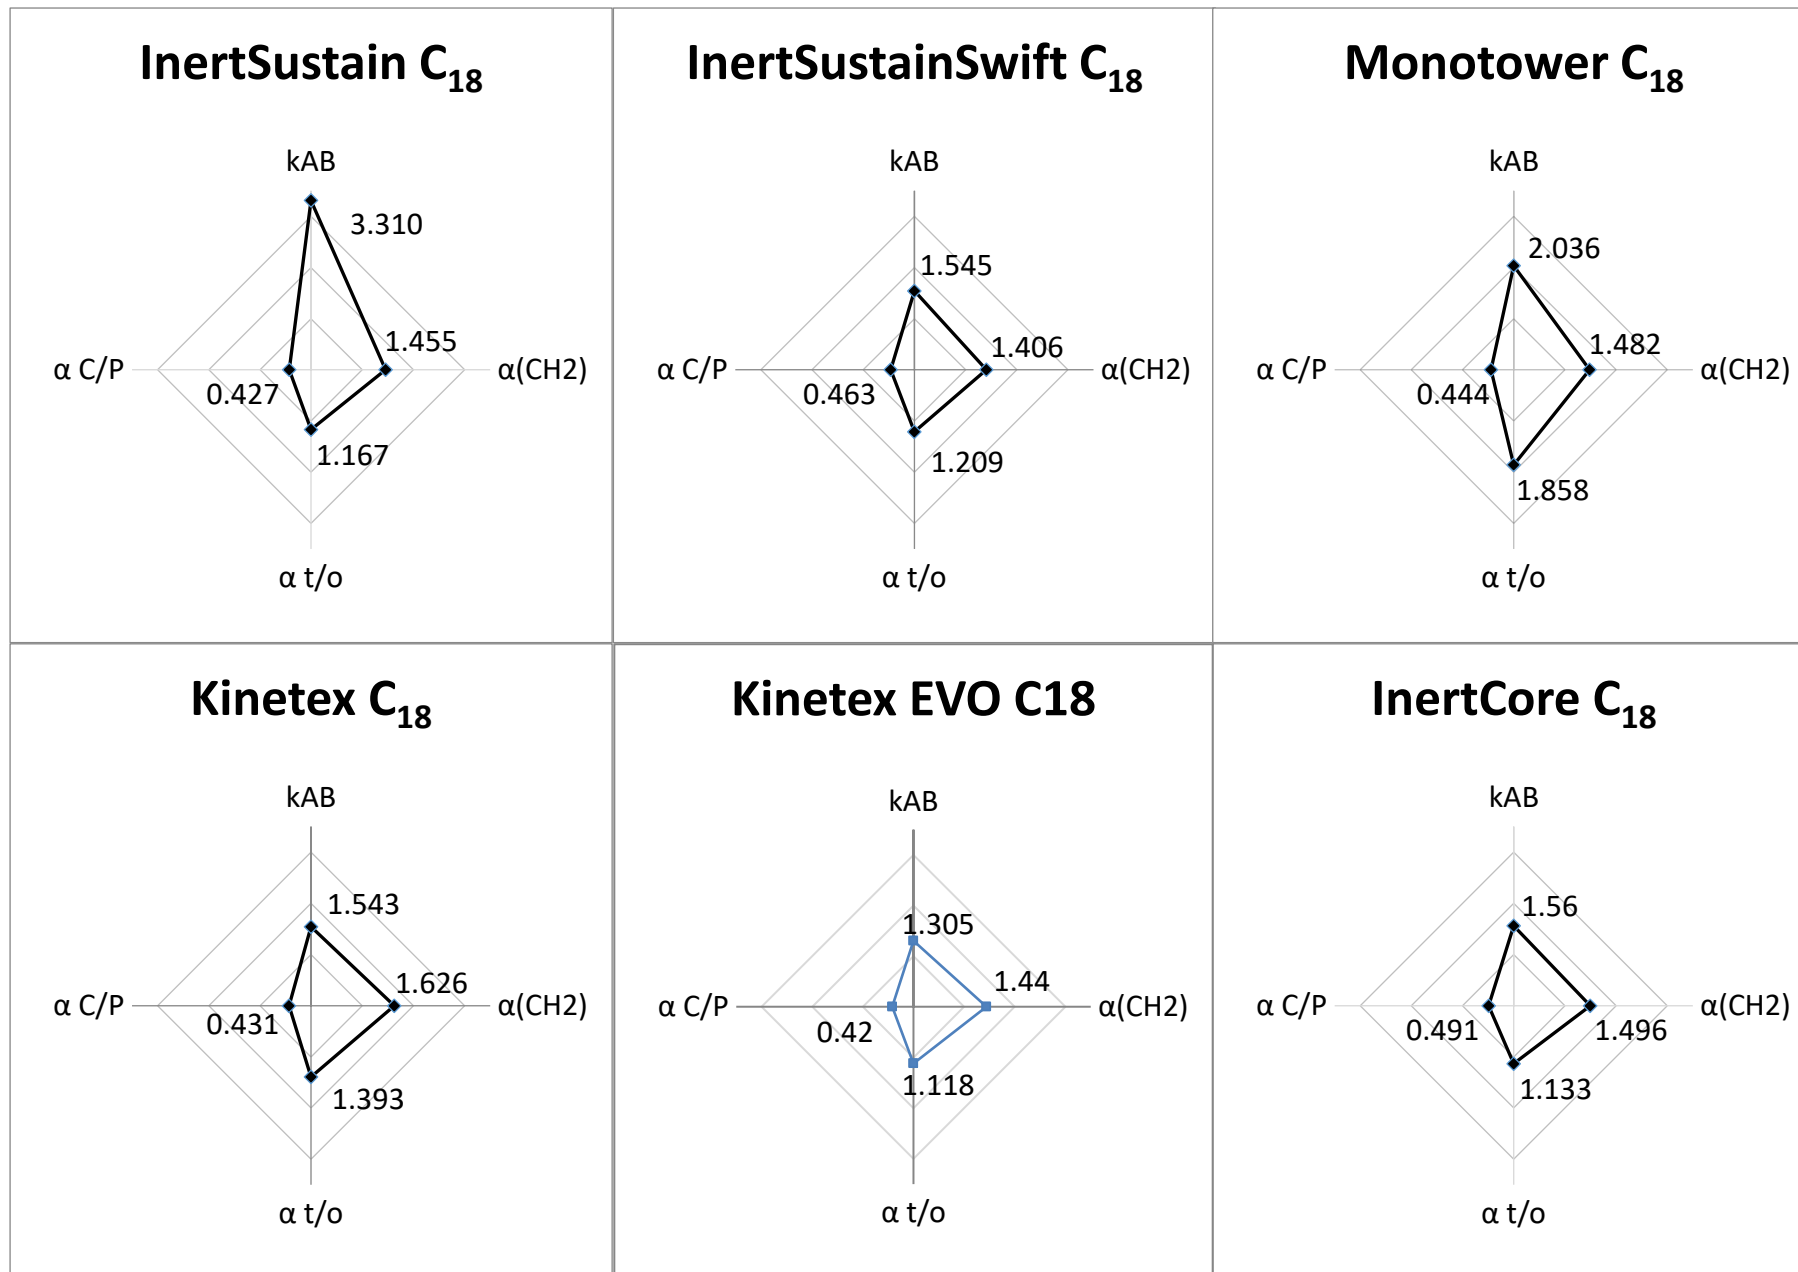 InertSustain C₁₈
kAB
3.310
1.455
α C/P
α(CH2)
0.427
1.167
α t/o
InertSustainSwift C₁₈
kAB
1.545
1.406
α C/P
α(CH2)
0.463
1.209
α t/o
Monotower C₁₈
kAB
2.036
1.482
α C/P
α(CH2)
0.444
1.858
α t/o
Kinetex C₁₈
kAB
1.543
1.626
α C/P
α(CH2)
0.431
1.393
α t/o
Kinetex EVO C18
kAB
1.305
1.44
α C/P
α(CH2)
0.42
1.118
α t/o
InertCore C₁₈
kAB
1.56
α C/P
α(CH2)
0.491
1.496
1.133
α t/o